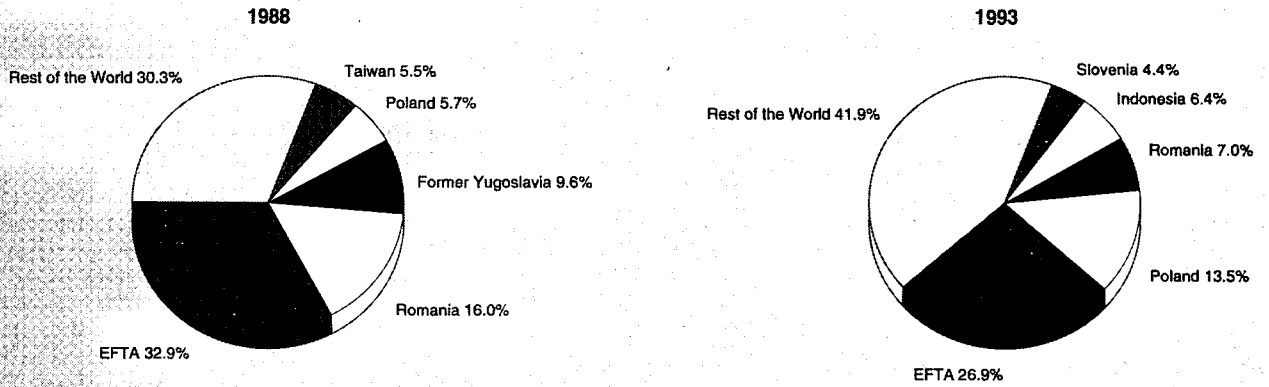 1988
Rest of the World 30.3%
Taiwan 5.5%
Poland 5.7%
Former Yugoslavia 9.6%
Romania 16.0%
EFTA 32.9%
1993
Rest of the World 41.9%
Slovenia 4.4%
Indonesia 6.4%
Romania 7.0%
Poland 13.5%
EFTA 26.9%